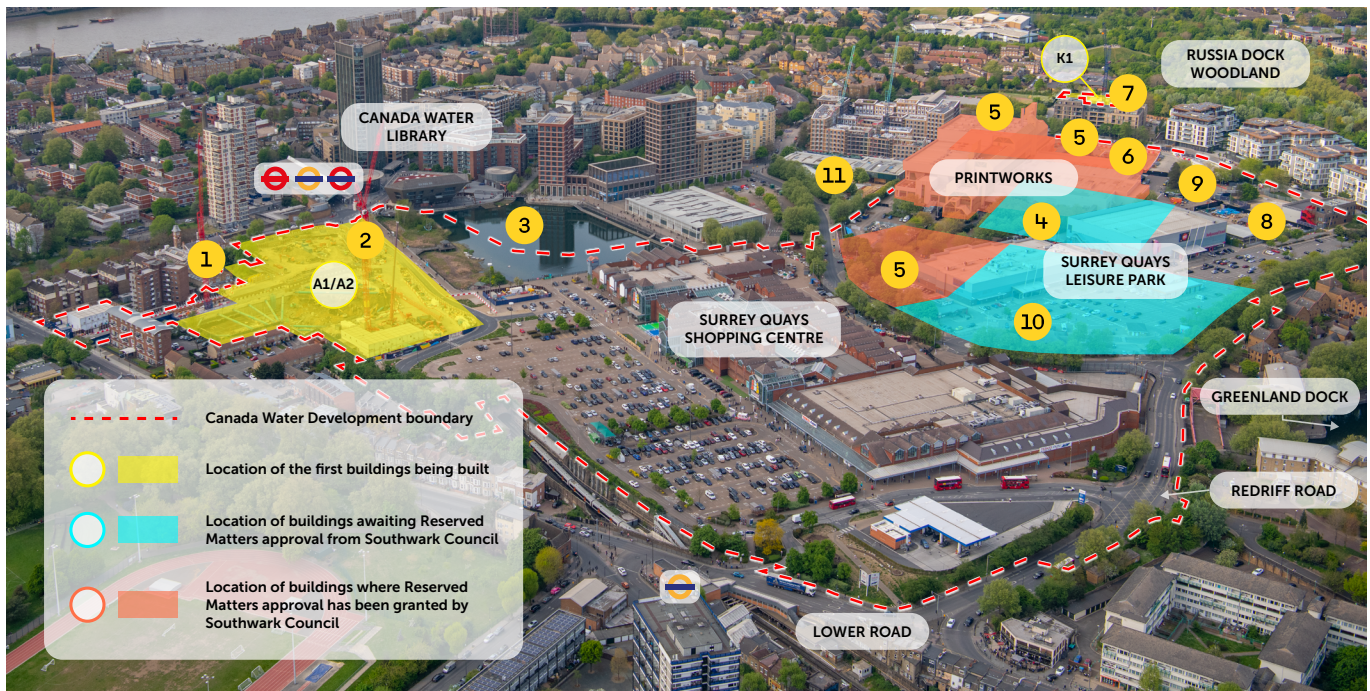 K1
RUSSIA DOCK
WOODLAND
7
5
CANADA WATER
LIBRARY
5
6
11
PRINTWORKS
9
3
4
8
1
2
5
SURREY QUAYS
LEISURE PARK
A1/A2
10
SURREY QUAYS
SHOPPING CENTRE
GREENLAND DOCK
REDRIFF ROAD
LOWER ROAD
Canada Water Development boundary
Location of the first buildings being built
Location of buildings awaiting Reserved
Matters approval from Southwark Council
Location of buildings where Reserved
Matters approval has been granted by
Southwark Council